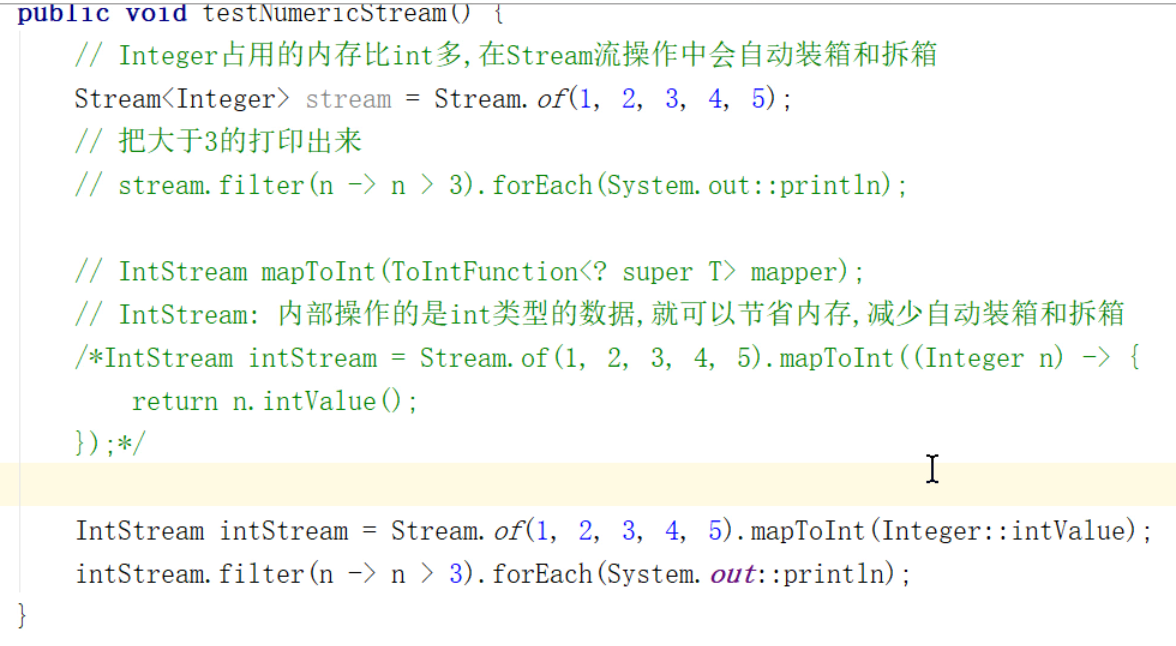 public void testNumericStream() {
// Integer占用的内存比int多,在Stream流操作中会自动装箱和拆箱
Stream<Integer> stream = Stream.of(1, 2, 3, 4, 5);
// 把大于3的打印出来
// stream.filter(n -> n > 3).forEach(System.out::println);
// IntStream mapToInt(ToIntFunction<? super T> mapper);
// IntStream: 内部操作的是int类型的数据,就可以节省内存,减少自动装箱和拆箱
/*IntStream intStream = Stream.of(1, 2, 3, 4, 5).mapToInt((Integer n) -> {
return n.intValue();
});*/
IntStream intStream = Stream.of(1, 2, 3, 4, 5).mapToInt(Integer::intValue);
intStream.filter(n -> n > 3).forEach(System.out::println);
}